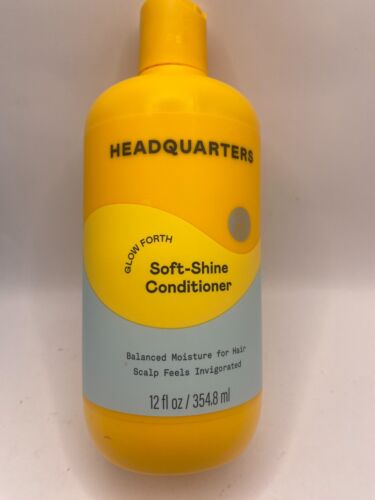 HEADQUARTERS
GLOW FORTH
Soft-Shine
Conditioner
Balanced Moisture for Hair
Scalp Feels Invigorated
12 fl oz / 354.8 ml